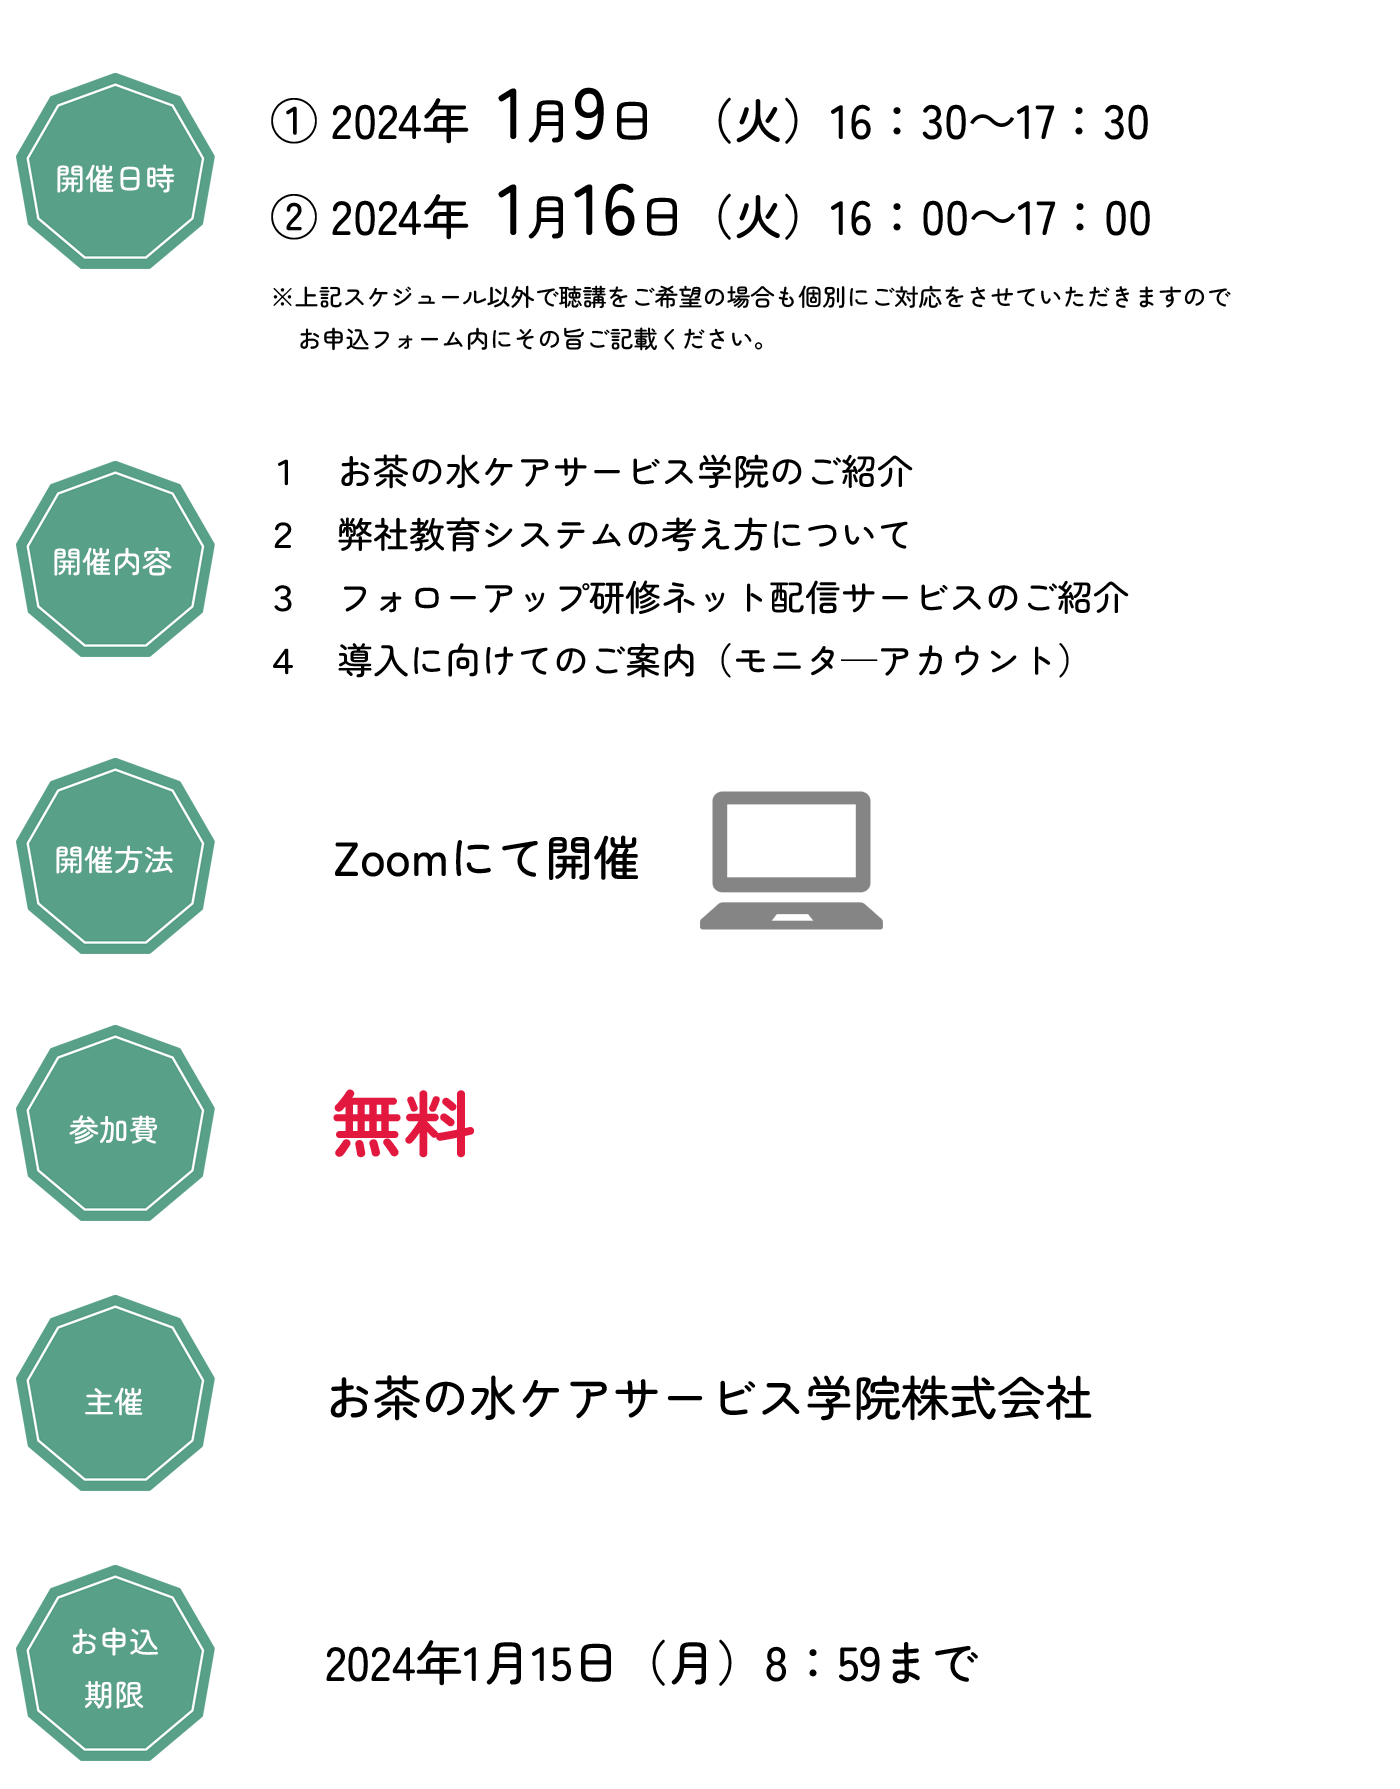 開催日時
① 2024年 1月9日 （火）16：30〜17：30
② 2024年 1月16日（火）16：00〜17：00
※上記スケジュール以外で聴講をご希望の場合も個別にご対応をさせていただきますので
お申込フォーム内にその旨ご記載ください。
開催内容
1 お茶の水ケアサービス学院のご紹介
2 弊社教育システムの考え方について
3 フォローアップ研修ネット配信サービスのご紹介
4 導入に向けてのご案内（モニタ―アカウント）
開催方法
Zoomにて開催
参加費
無料
主催
お茶の水ケアサービス学院株式会社
お申込
期限
2024年1月15日（月）8：59まで